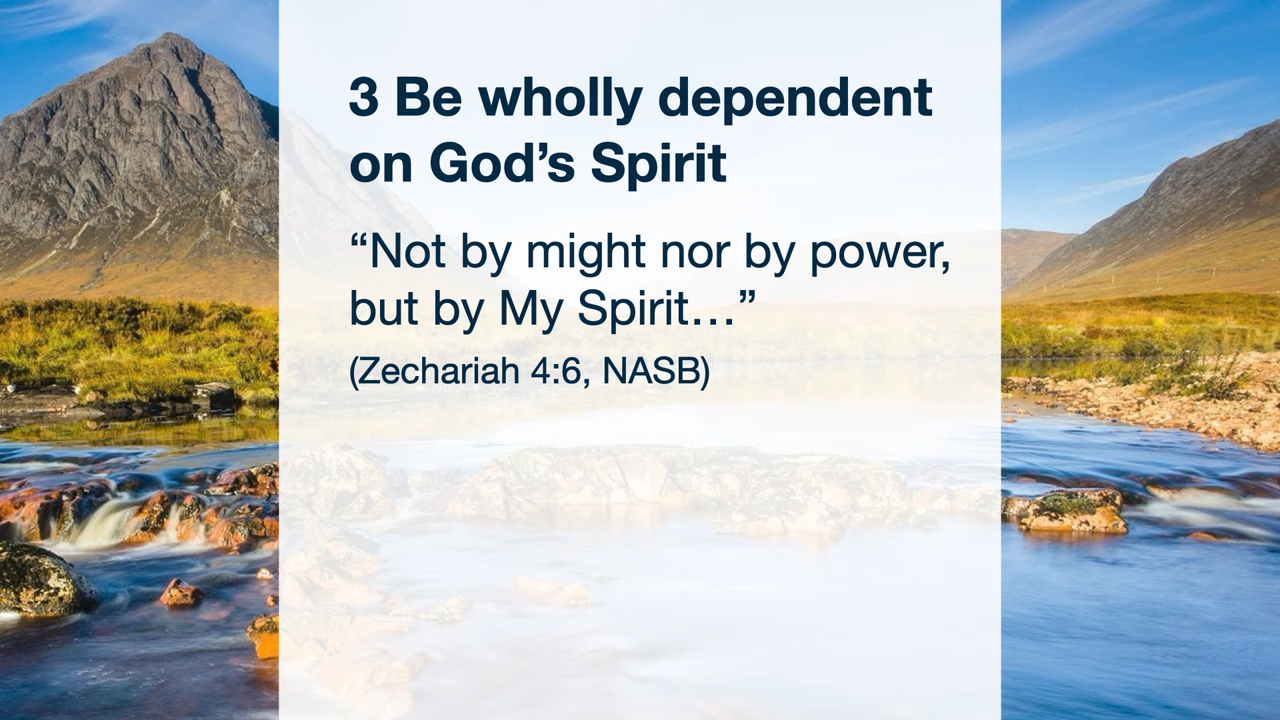 3 Be wholly dependent
on God’s Spirit
“Not by might nor by power,
but by My Spirit…”
(Zechariah 4:6, NASB)